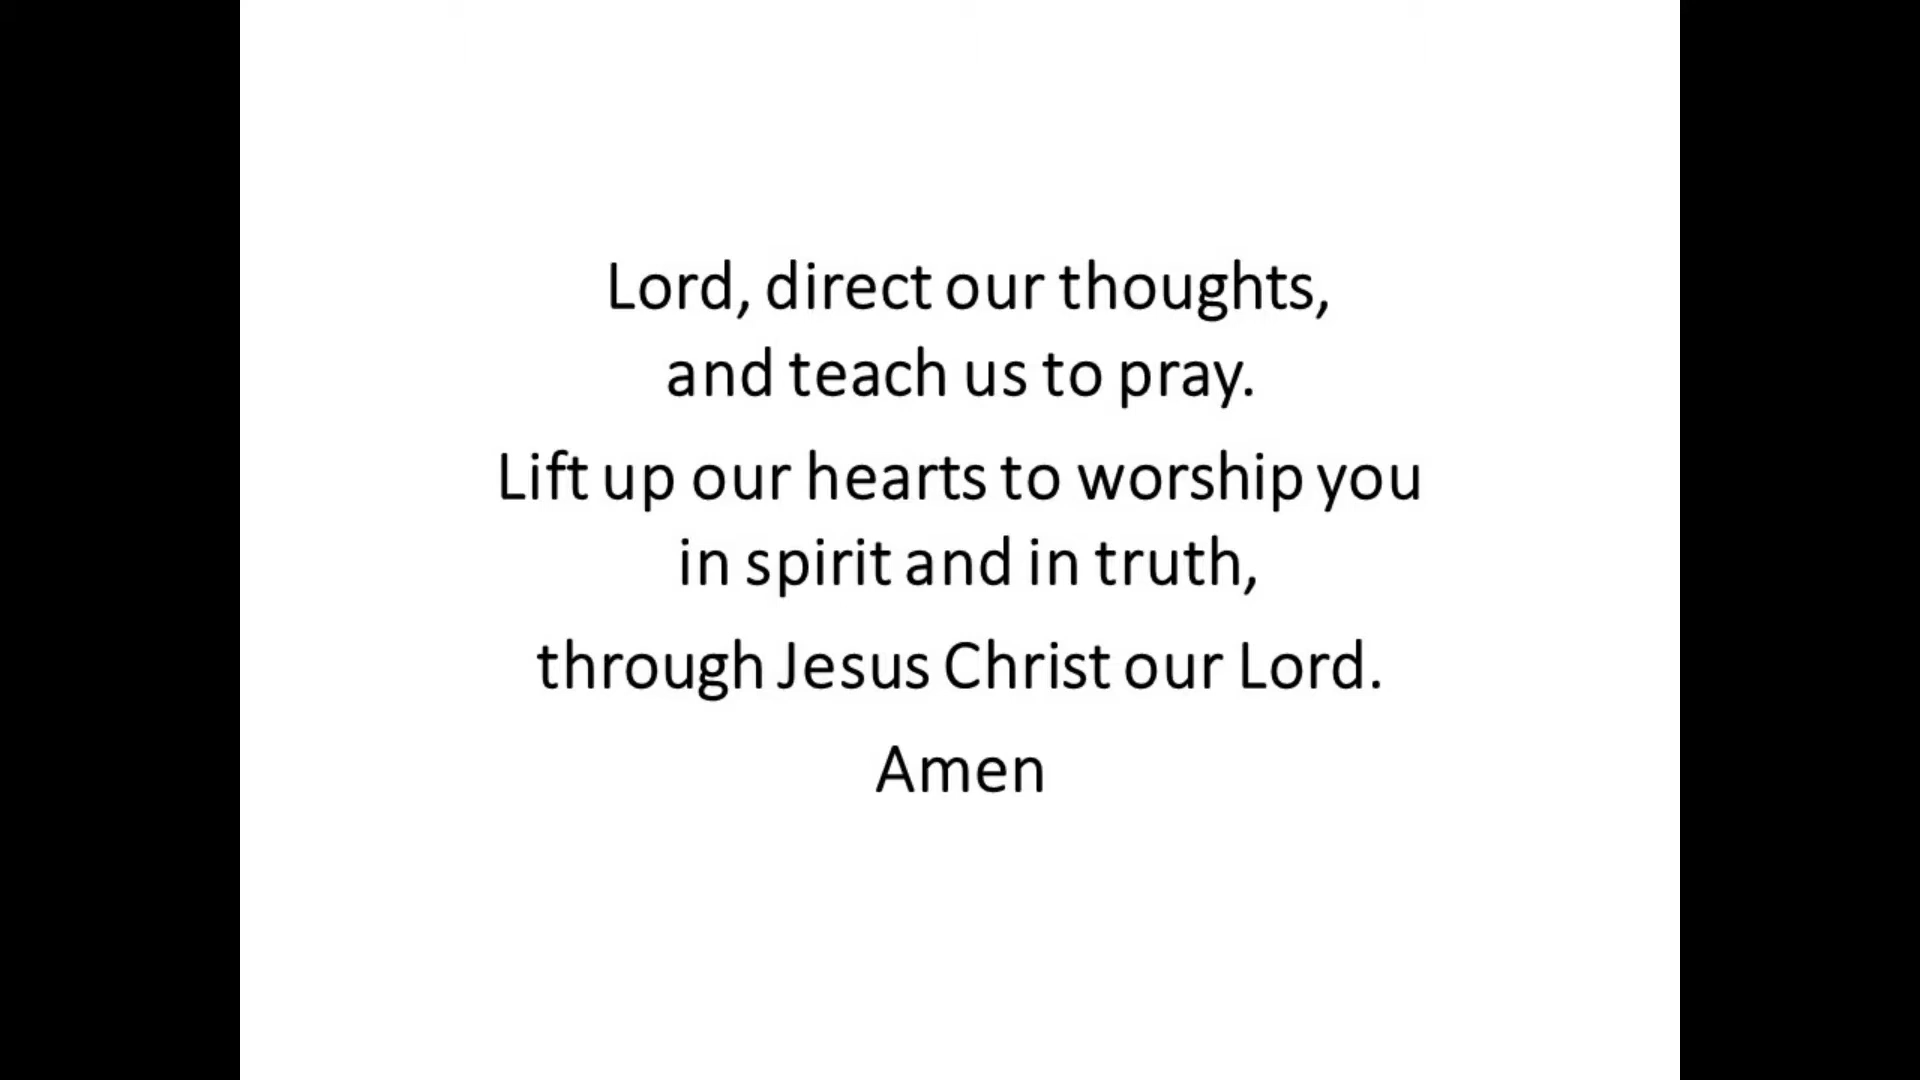 Lord, direct our thoughts,
and teach us to pray.
Lift up our hearts to worship you
in spirit and in truth,
through Jesus Christ our Lord.
Amen